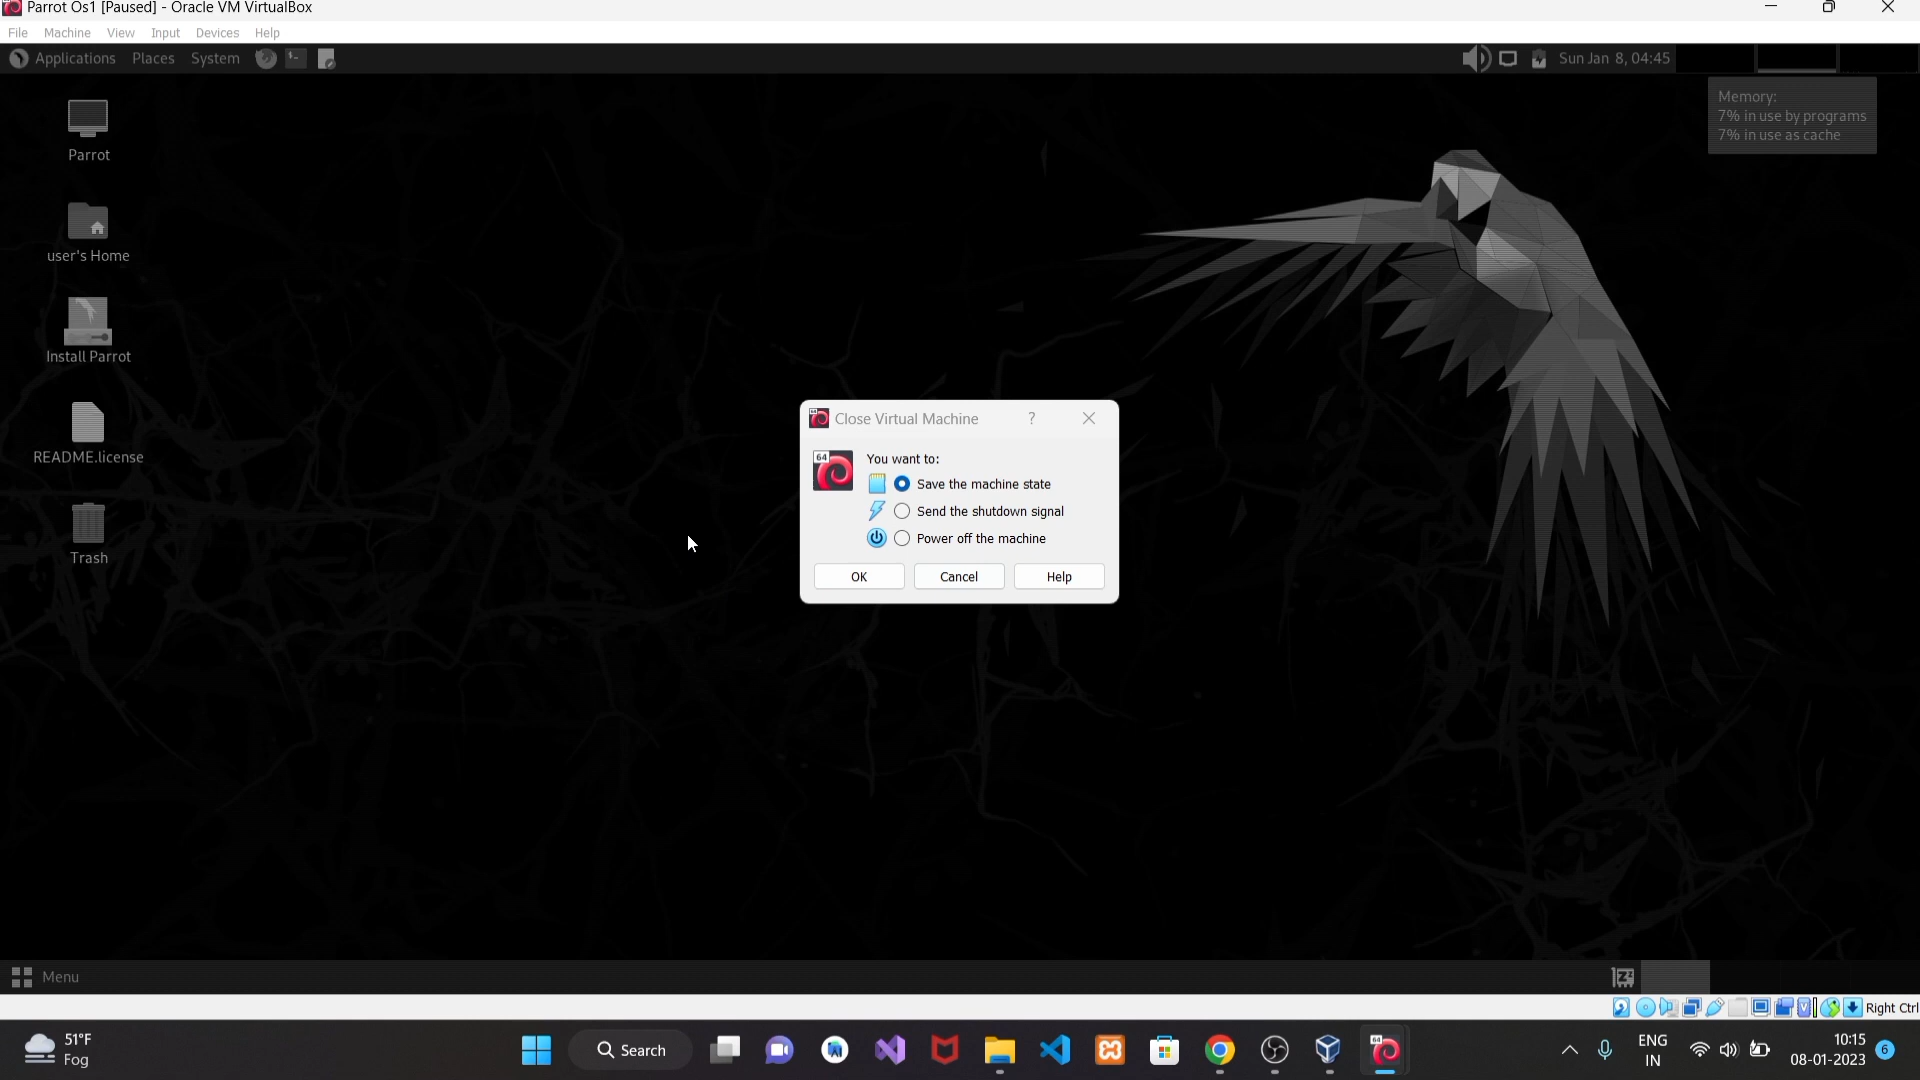 Parrot Os1 [Paused] - Oracle VM VirtualBox
File Machine View Input Devices Help
Applications Places System Sun Jan 8, 04:45
Memory:
7% in use by programs
7% in use as cache
Parrot
user's Home
Install Parrot
README.license
Trash
Close Virtual Machine ?
64
You want to:
Save the machine state
Send the shutdown signal
Power off the machine
OK Cancel Help
Menu
Right Ctrl
51°F
Fog
Search
64
ENG
IN
10:15
08-01-2023
6